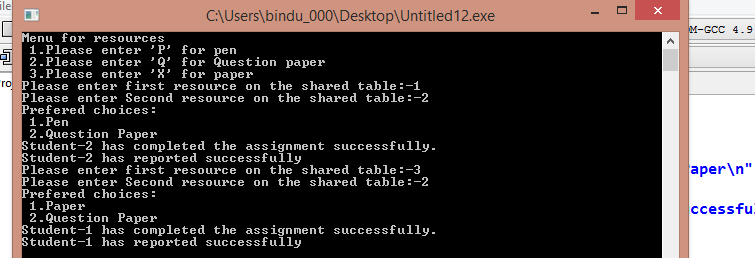 C:\Users\bindu_000\Desktop\Untitled12.exe
Menu for resources
1.Please enter 'P' for pen
2.Please enter 'Q' for Question paper
3.Please enter 'X' for paper
Please enter first resource on the shared table:-1
Please enter Second resource on the shared table:-2
Prefered choices:
1.Pen
2.Question Paper
Student-2 has completed the assignment successfully.
Student-2 has reported successfully
Please enter first resource on the shared table:-3
Please enter Second resource on the shared table:-2
Prefered choices:
1.Paper
2.Question Paper
Student-1 has completed the assignment successfully.
Student-1 has reported successfully
DM-GCC 4.9
aper\n"
ccessfu